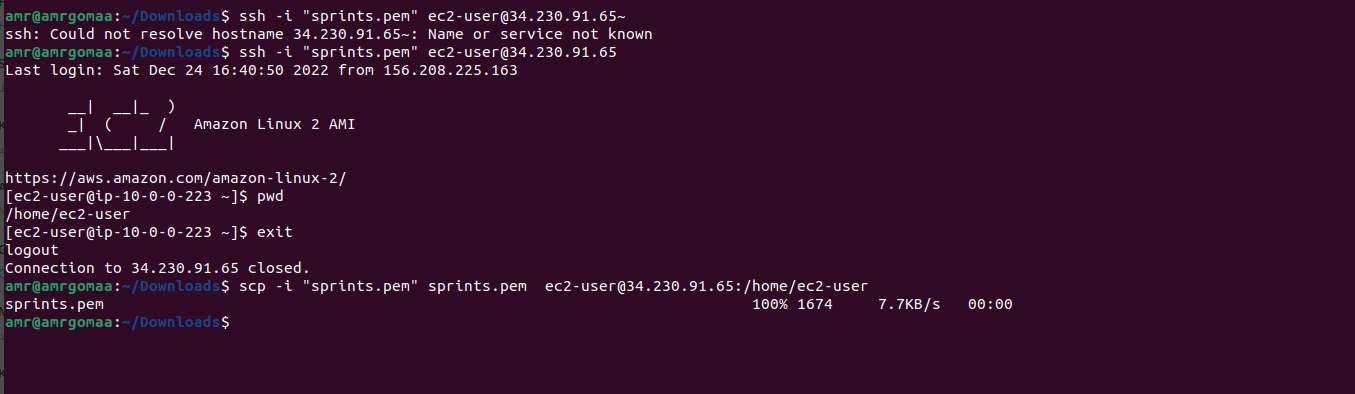 amr@amrgomaa:~/Downloads$ ssh -i "sprints.pem" ec2-user@34.230.91.65~
ssh: Could not resolve hostname 34.230.91.65~: Name or service not known
amr@amrgomaa:~/Downloads$ ssh -i "sprints.pem" ec2-user@34.230.91.65
Last login: Sat Dec 24 16:40:50 2022 from 156.208.225.163
       __|  __|_  )
       _|  (     /   Amazon Linux 2 AMI
      ___|\___|___|
https://aws.amazon.com/amazon-linux-2/
[ec2-user@ip-10-0-0-223 ~]$ pwd
/home/ec2-user
[ec2-user@ip-10-0-0-223 ~]$ exit
logout
Connection to 34.230.91.65 closed.
amr@amrgomaa:~/Downloads$ scp -i "sprints.pem" sprints.pem  ec2-user@34.230.91.65:/home/ec2-user
sprints.pem 100% 1674 7.7KB/s 00:00
amr@amrgomaa:~/Downloads$